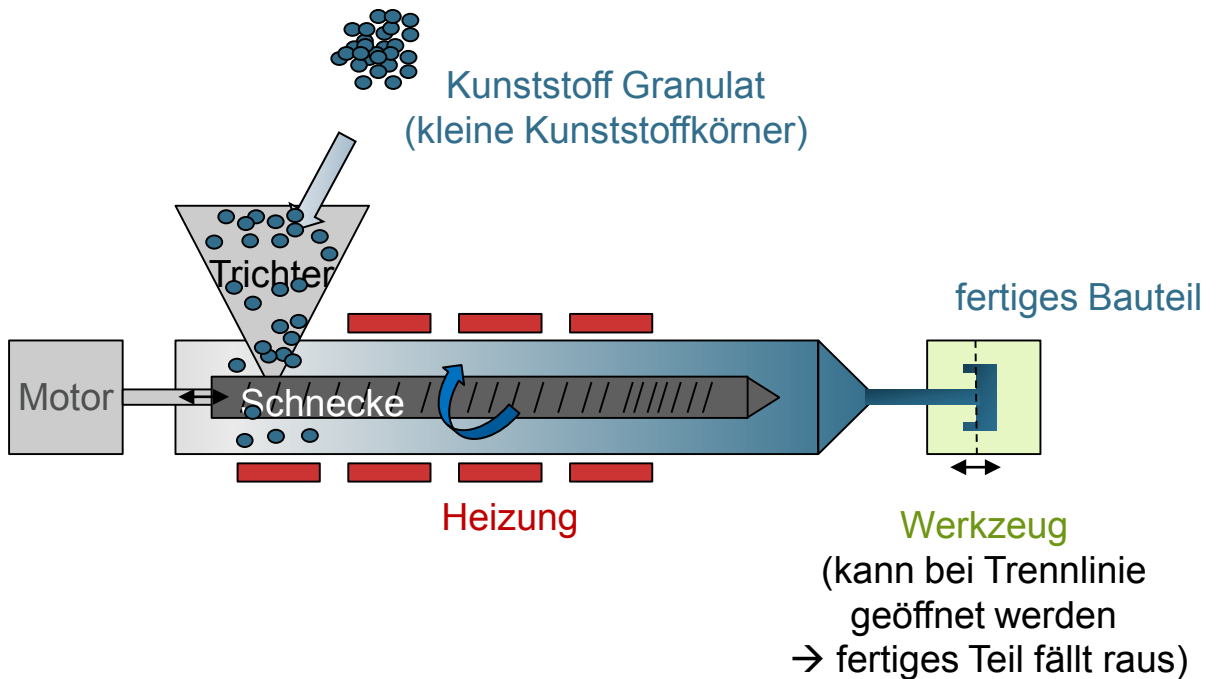 Kunststoff Granulat
(kleine Kunststoffkörner)
Trichter
fertiges Bauteil
Motor
Schnecke
Heizung
Werkzeug
(kann bei Trennlinie
geöffnet werden
→ fertiges Teil fällt raus)